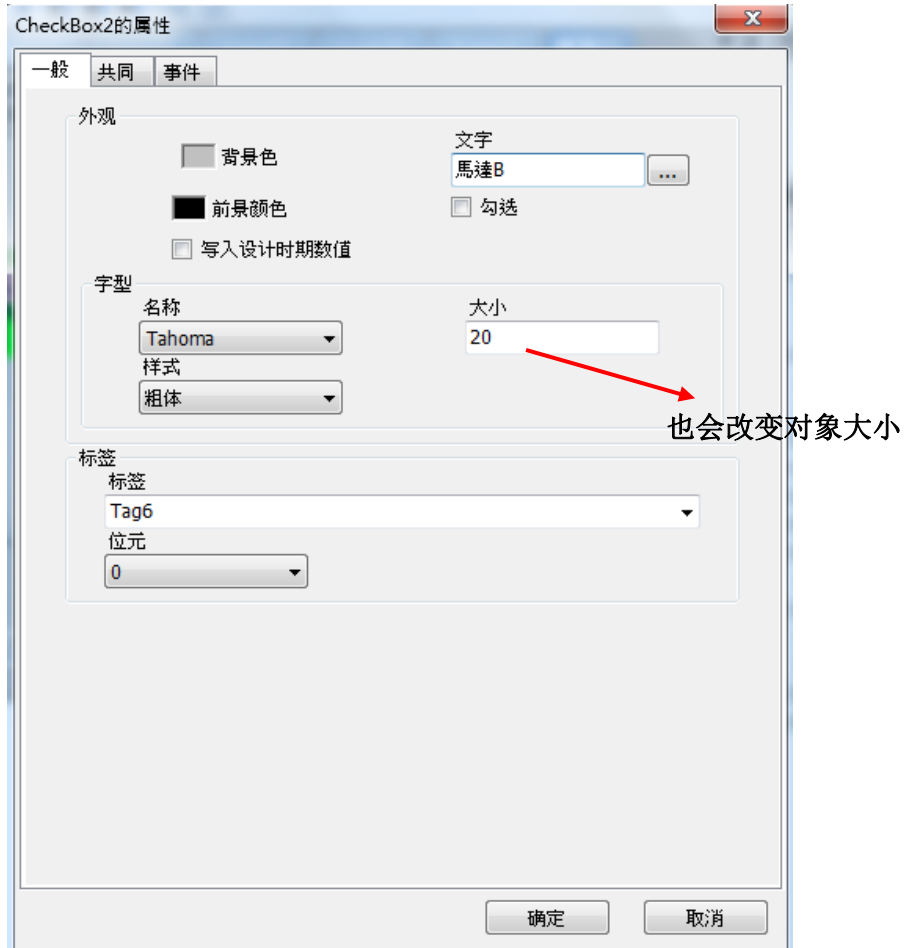 CheckBox2的属性
x
一般 共同 事件
外观
背景色
文字
馬達B
...
前景颜色
勾选
写入设计时期数值
字型
名称
大小
Tahoma
20
样式
粗体
也会改变对象大小
标签
标签
Tag6
位元
0
确定 取消